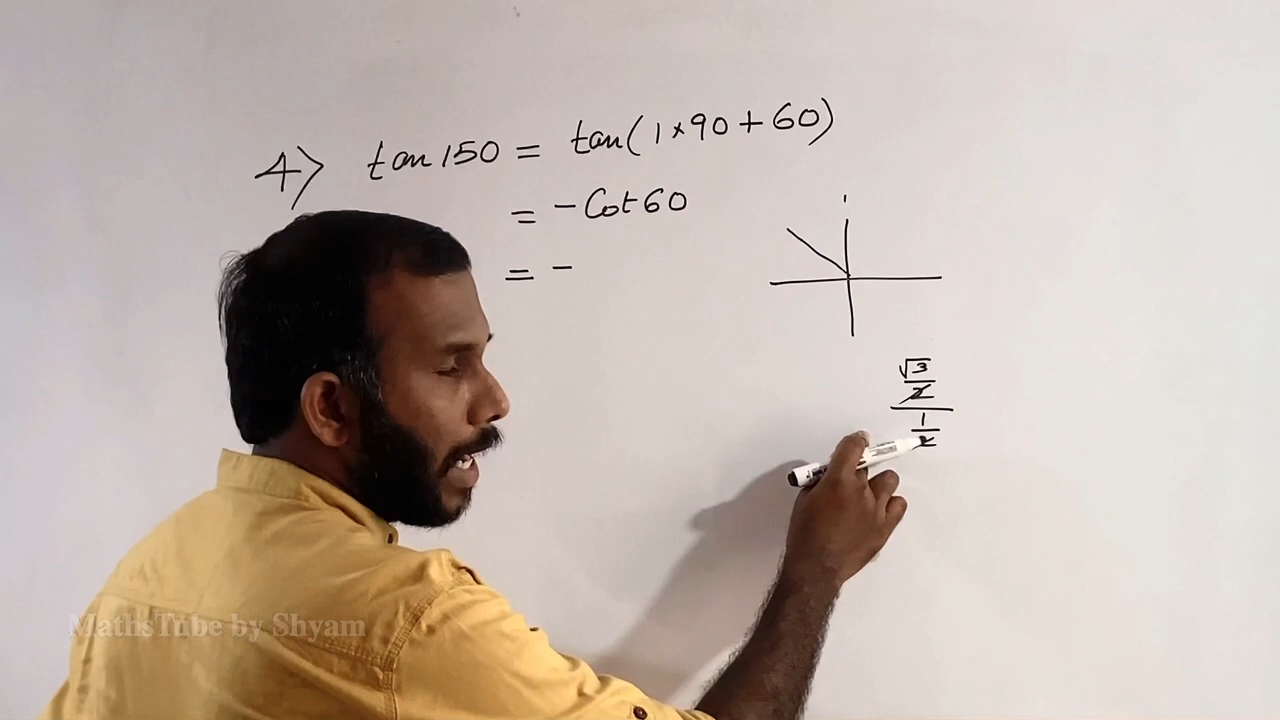 4) tan 150 = tan(1×90+60)
= -Cot 60
= -
√3
2
1
2
MathsTube by Shyam